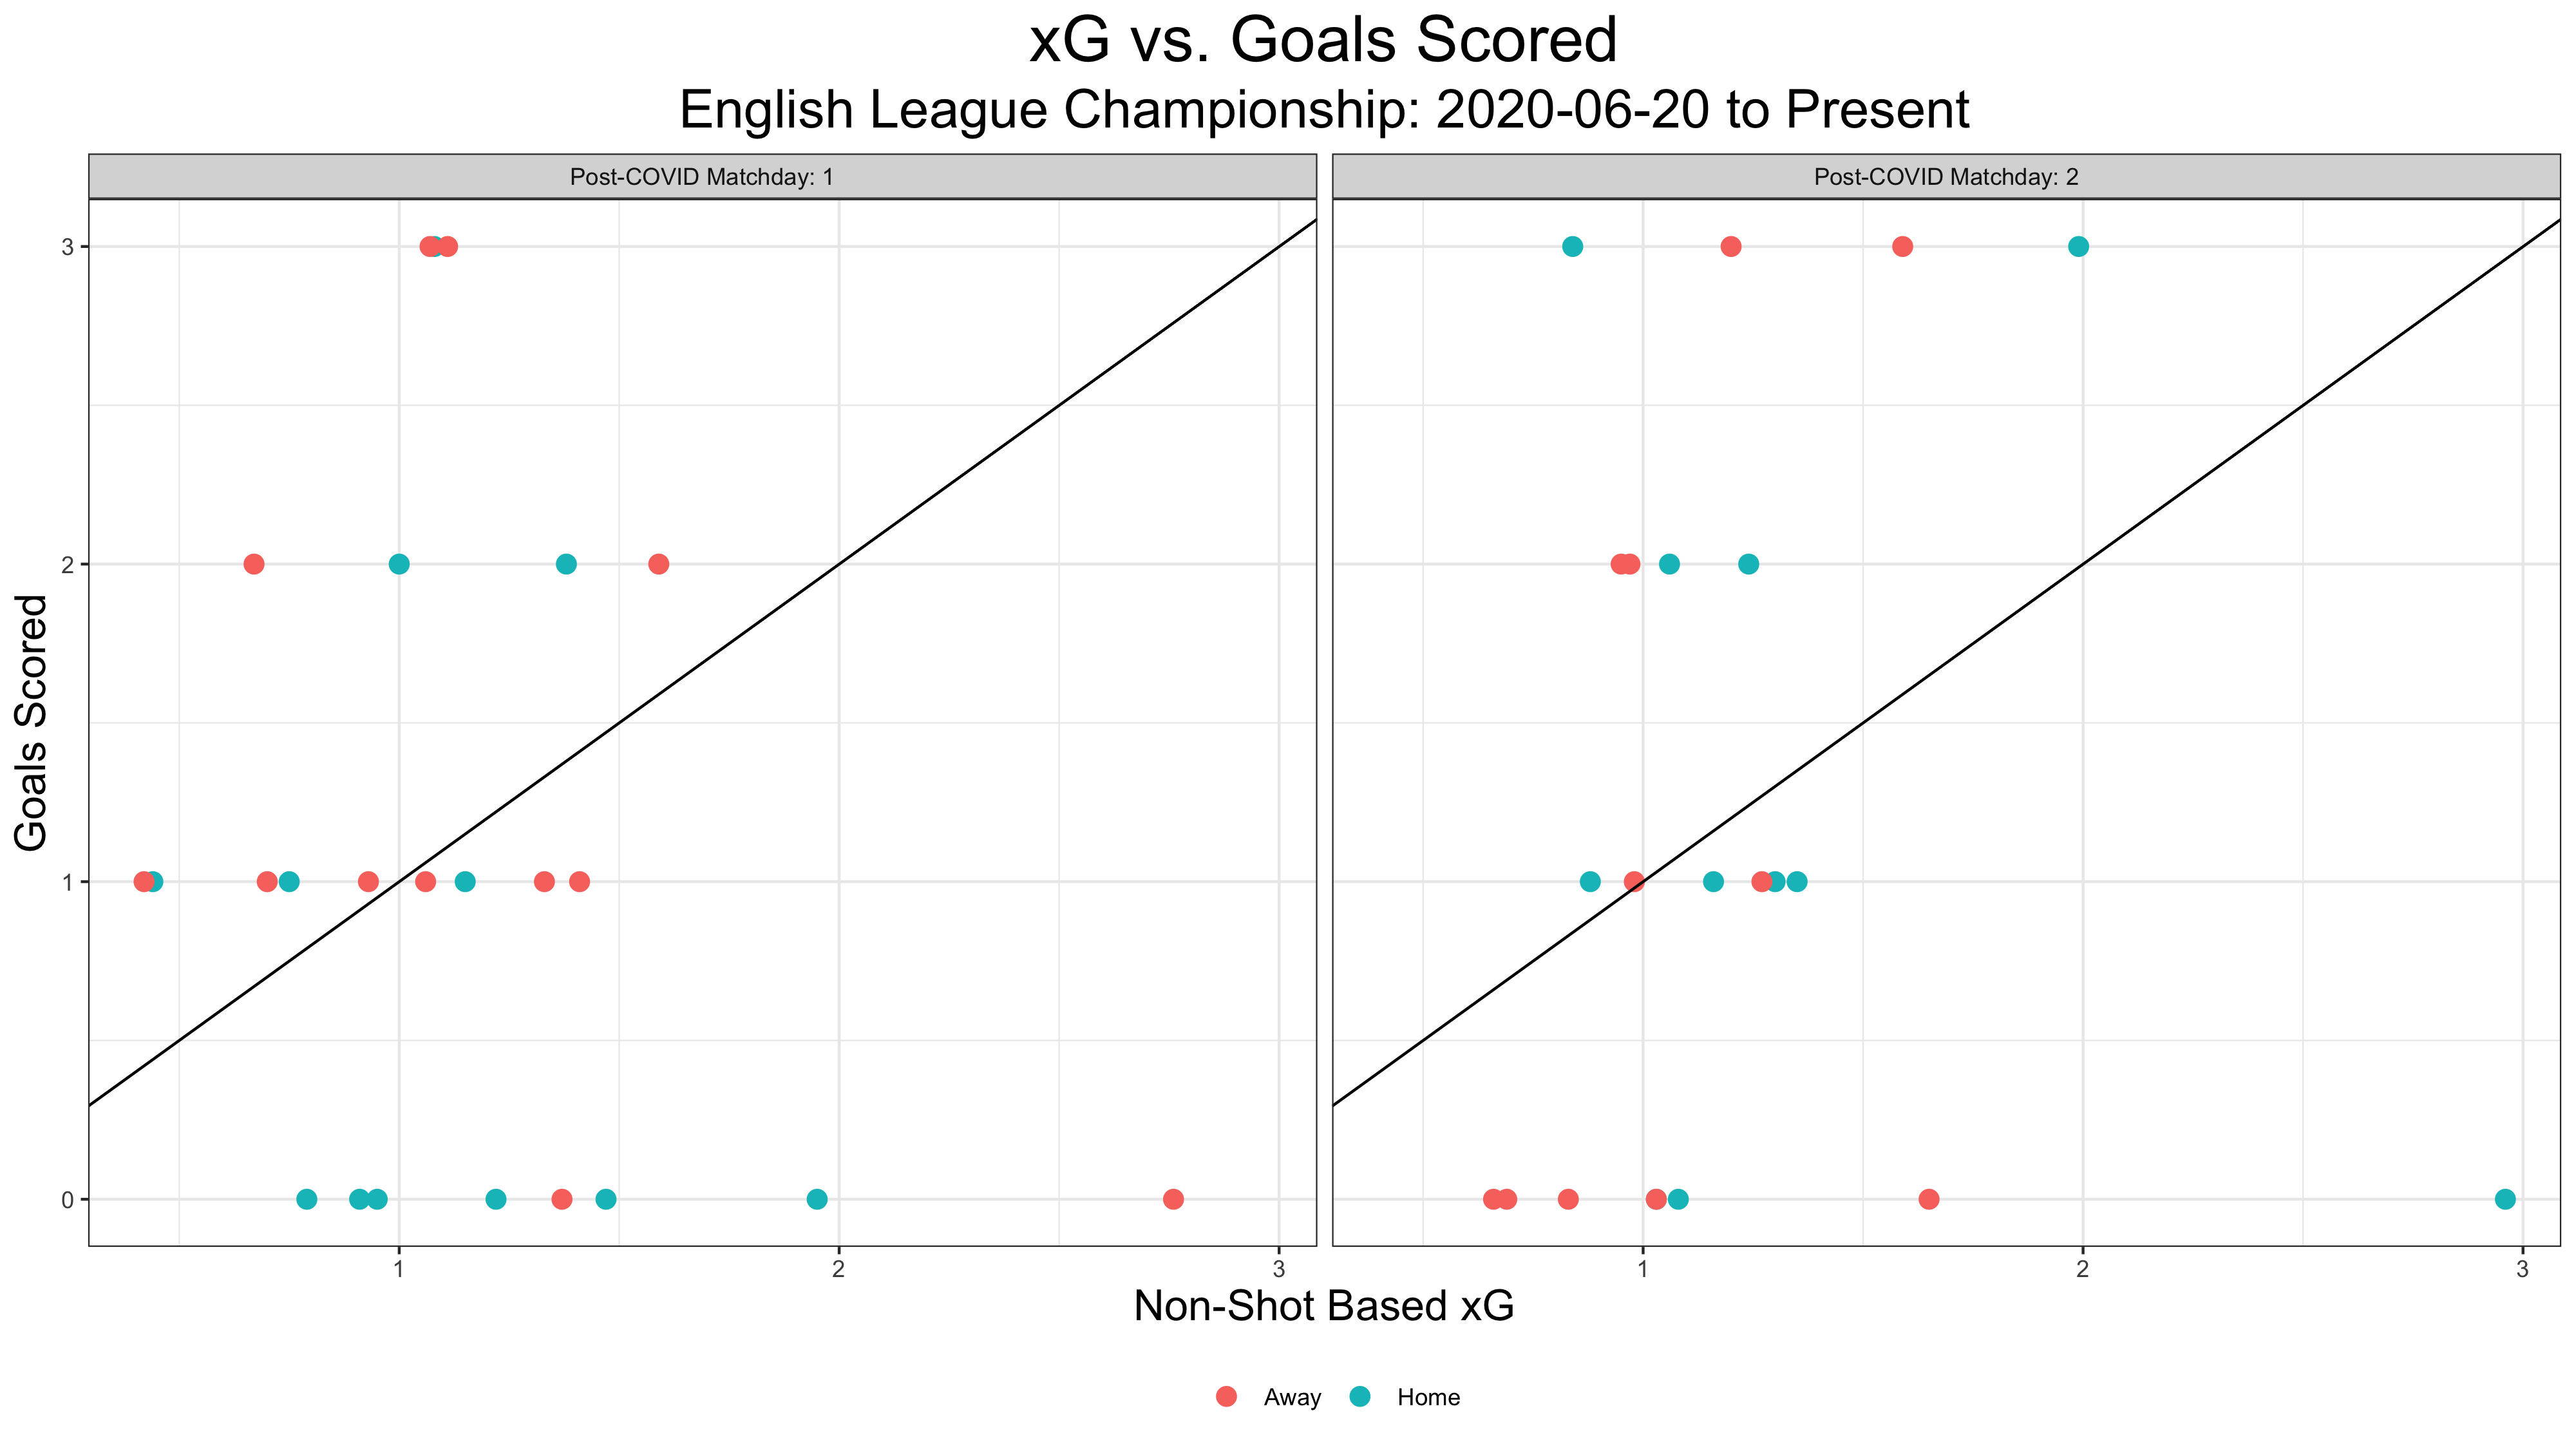 xG vs. Goals Scored
English League Championship: 2020-06-20 to Present
Post-COVID Matchday: 1
Post-COVID Matchday: 2
Goals Scored
3
2
1
0
1 2 3
1 2 3
Non-Shot Based xG
Away Home